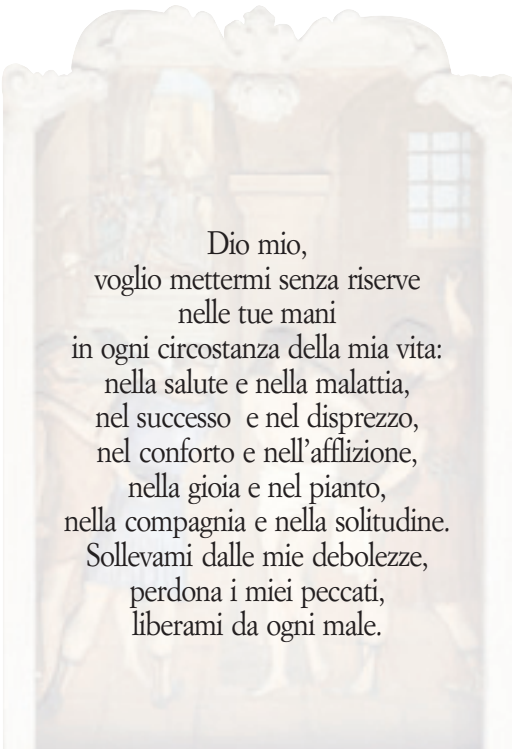 Dio mio,
voglio mettermi senza riserve
nelle tue mani
in ogni circostanza della mia vita:
nella salute e nella malattia,
nel successo  e nel disprezzo,
nel conforto e nell’afflizione,
nella gioia e nel pianto,
nella compagnia e nella solitudine.
Sollevami dalle mie debolezze,
perdona i miei peccati,
liberami da ogni male.